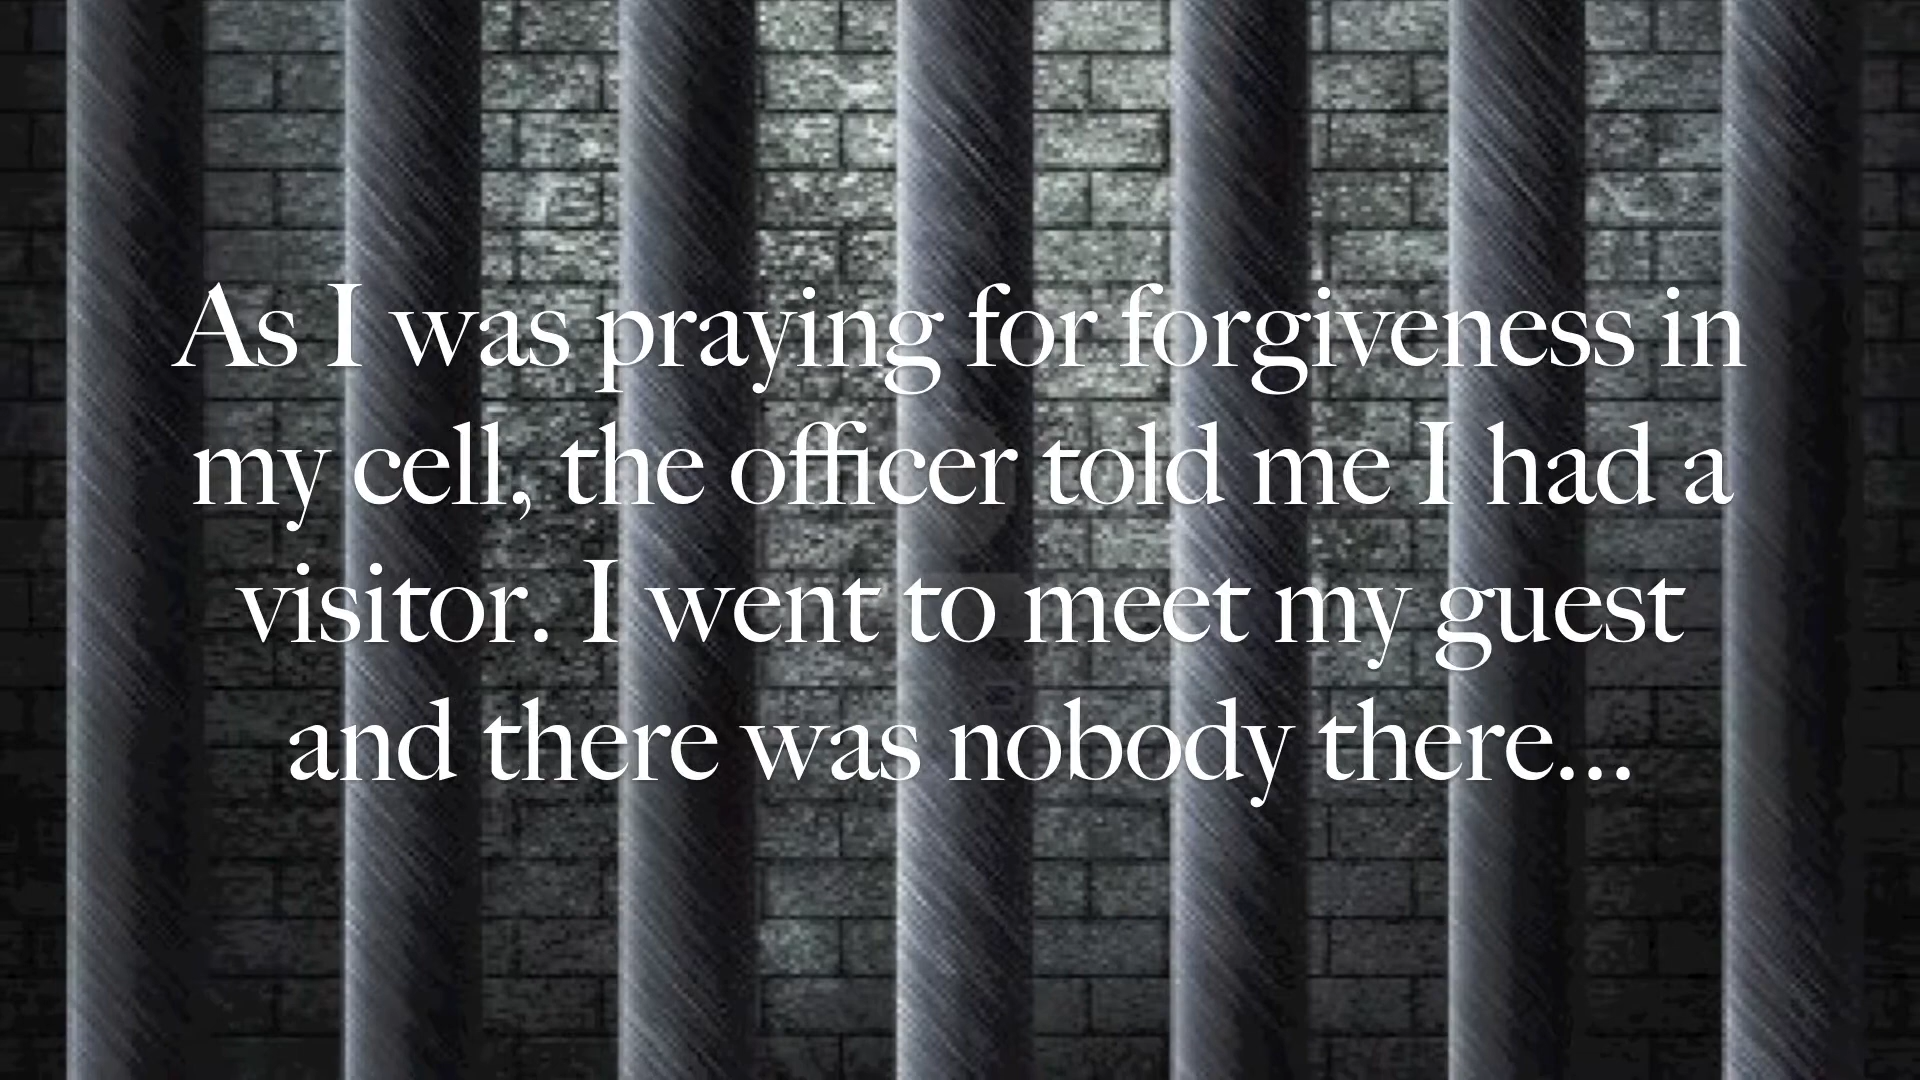 As I was praying for forgiveness in
my cell, the officer told me I had a
visitor. I went to meet my guest
and there was nobody there...